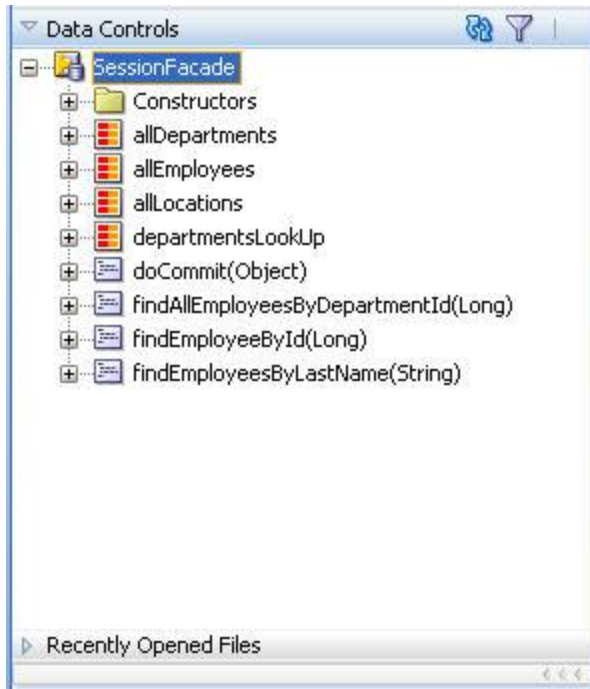 Data Controls
SessionFacade
Constructors
allDepartments
allEmployees
allLocations
departmentsLookUp
doCommit(Object)
findAllEmployeesByDepartmentId(Long)
findEmployeeById(Long)
findEmployeesByLastName(String)
Recently Opened Files